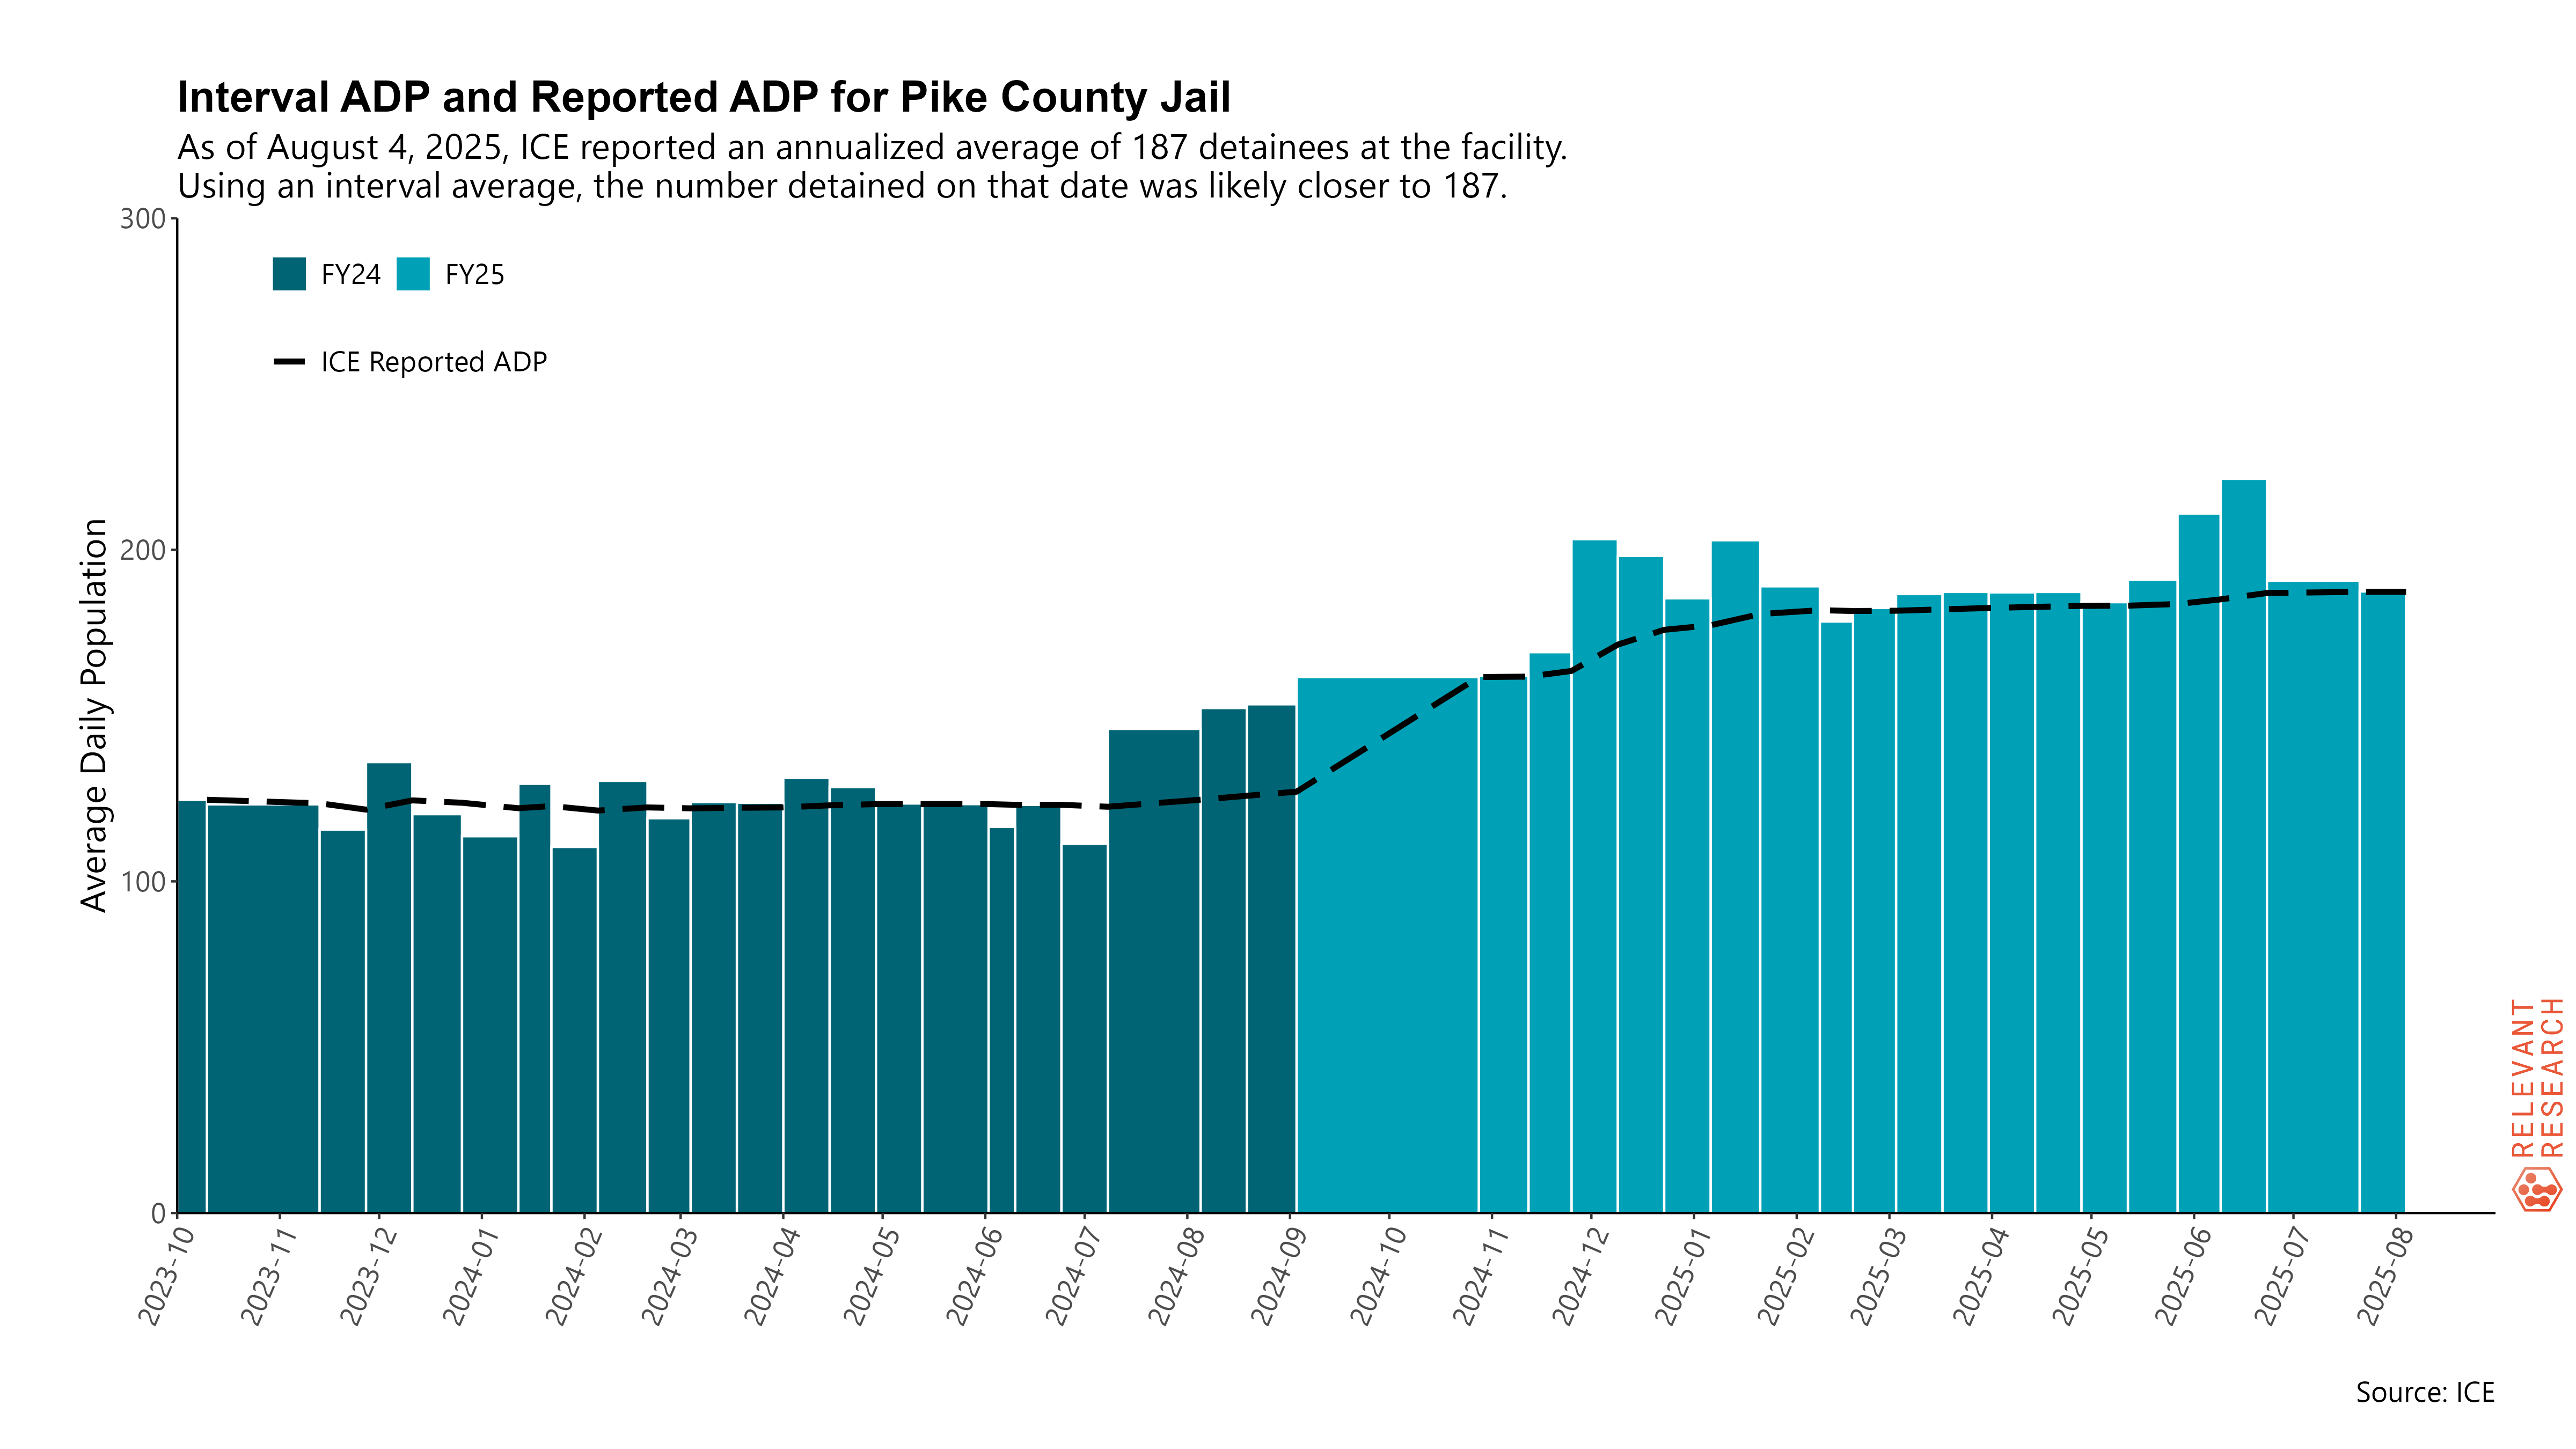 Interval ADP and Reported ADP for Pike County Jail
As of August 4, 2025, ICE reported an annualized average of 187 detainees at the facility.
Using an interval average, the number detained on that date was likely closer to 187.
300
200
100
0
Average Daily Population
FY24 FY25
ICE Reported ADP
2023-10 2023-11 2023-12 2024-01 2024-02 2024-03 2024-04 2024-05 2024-06 2024-07 2024-08 2024-09 2024-10 2024-11 2024-12 2025-01 2025-02 2025-03 2025-04 2025-05 2025-06 2025-07 2025-08
RELEVANT
RESEARCH
Source: ICE